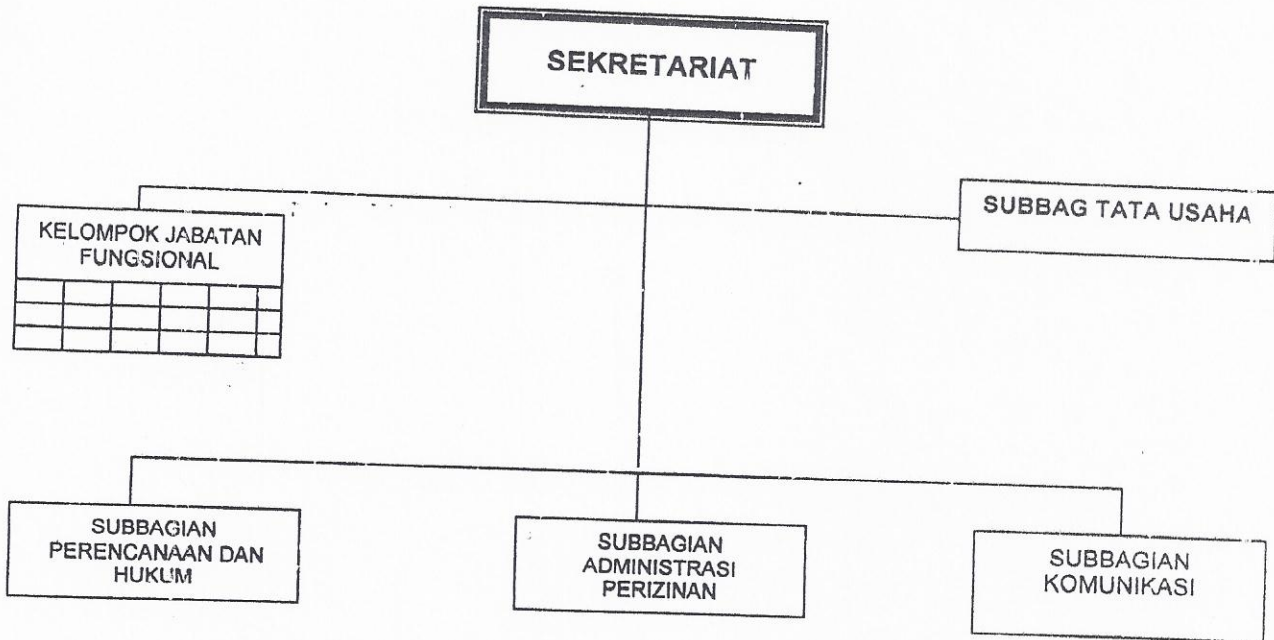 SEKRETARIAT
KELOMPOK JABATAN
FUNGSIONAL
SUBBAG TATA USAHA
SUBBAGIAN
PERENCANAAN DAN
HUKUM
SUBBAGIAN
ADMINISTRASI
PERIZINAN
SUBBAGIAN
KOMUNIKASI